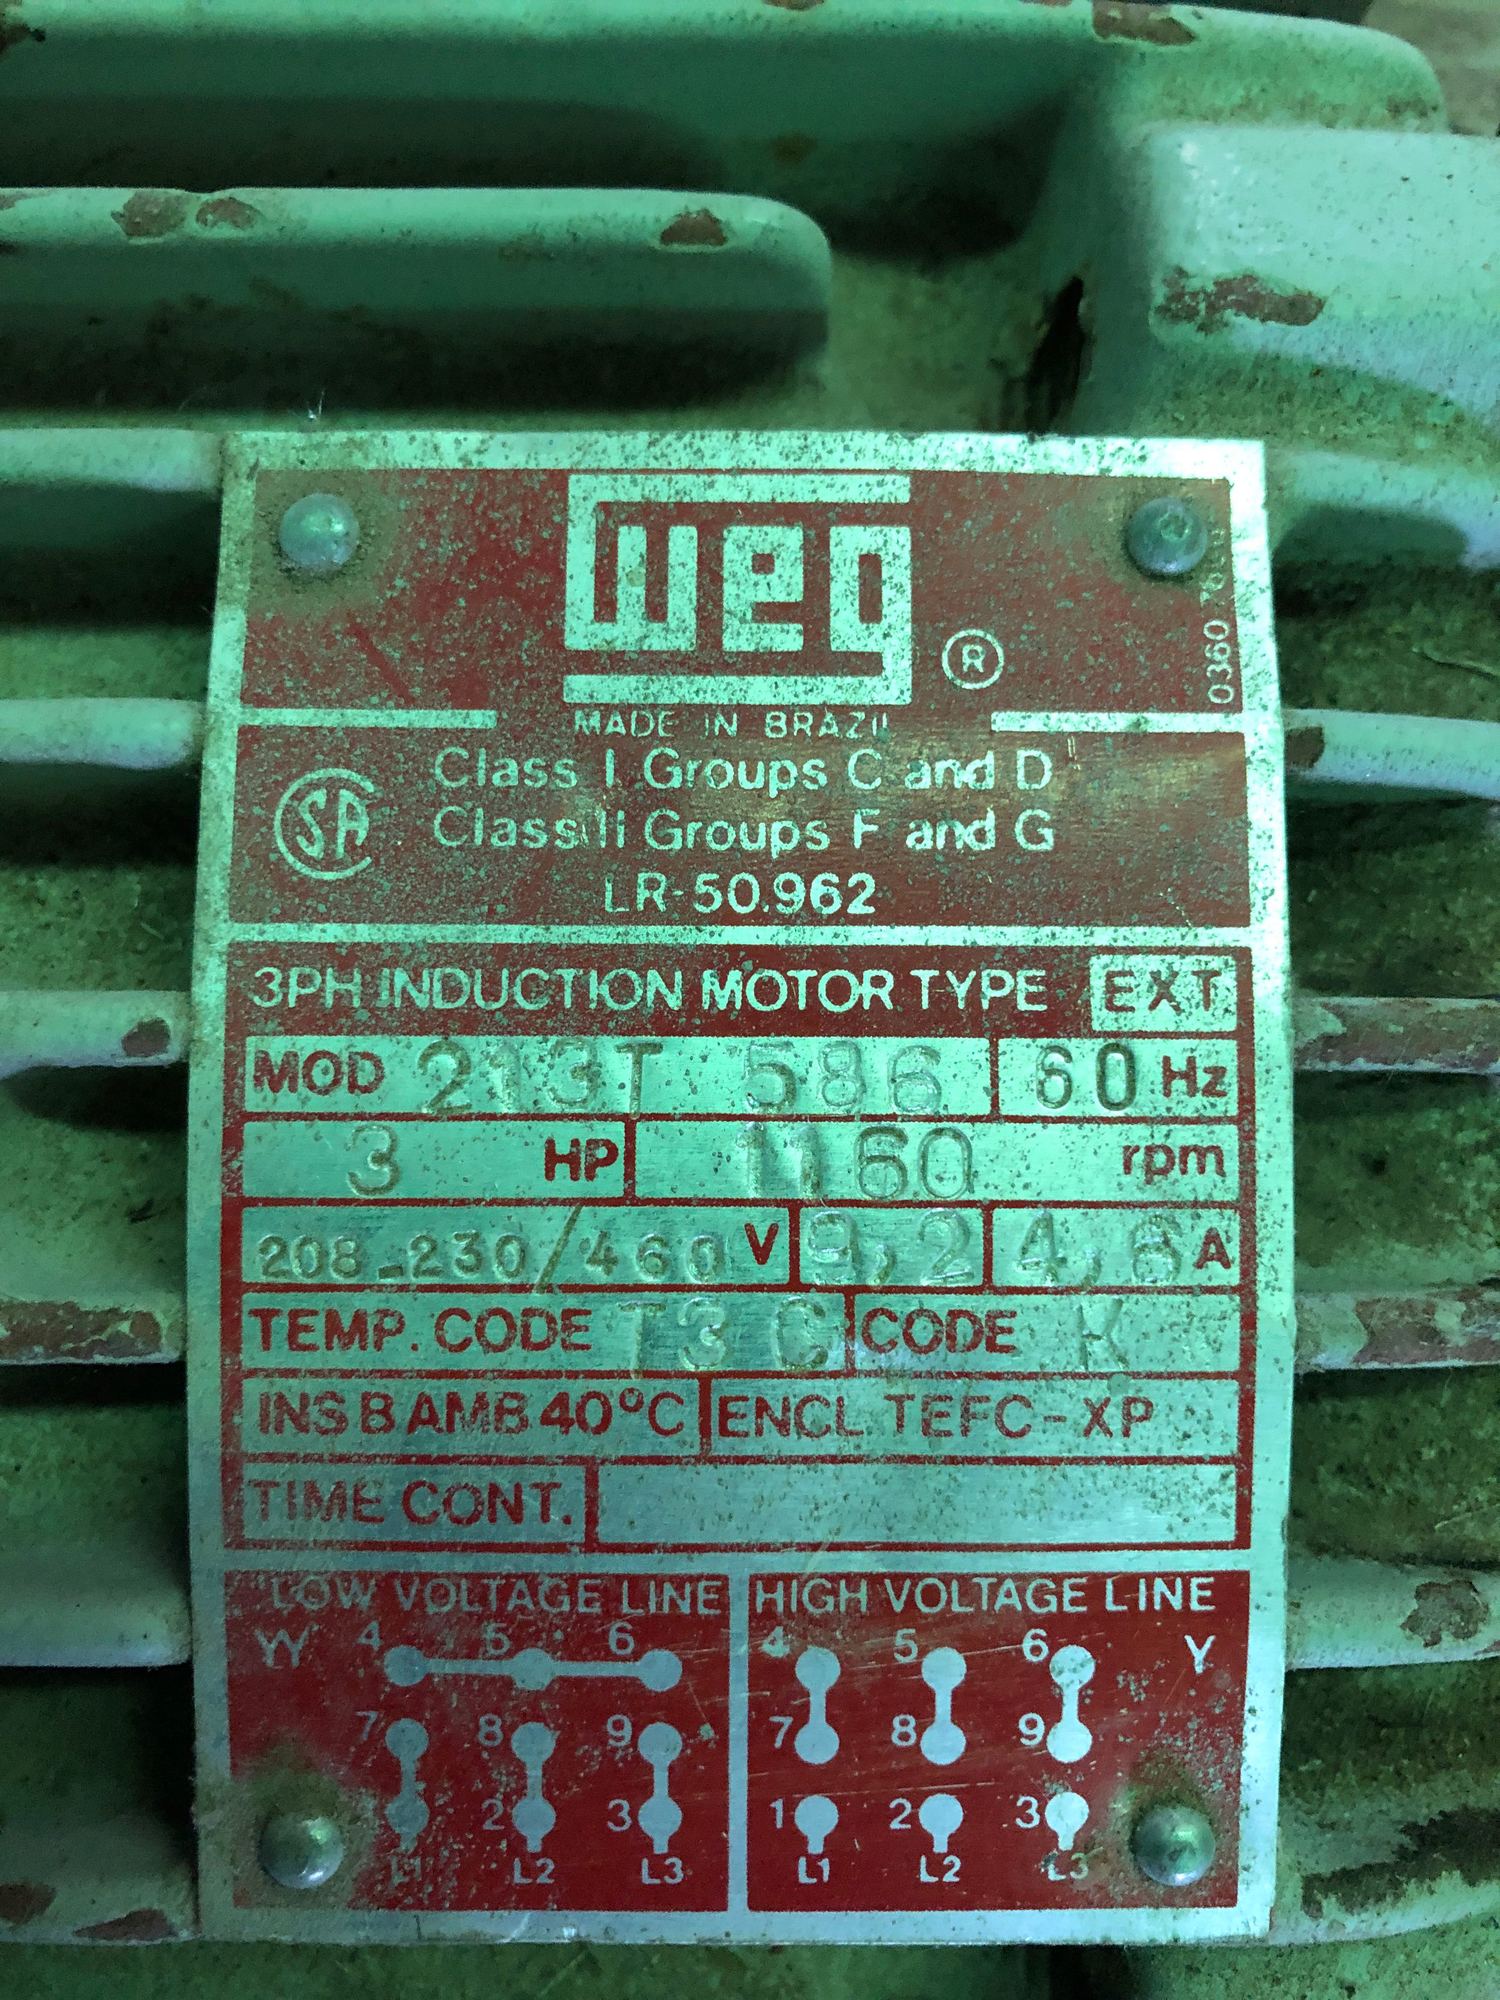 weg ®
MADE IN BRAZIL
0360
Class I Groups C and D
SA
Class II Groups F and G
LR-50.962
3PH INDUCTION MOTOR TYPE EXT
MOD 213T 586 60 Hz
3 HP 1160 rpm
208-230/460 V 9,2 4,6 A
TEMP. CODE T3C CODE K
INS B AMB 40°C ENCL. TEFC-XP
TIME CONT.
LOW VOLTAGE LINE
YY 4 5 6
7 8 9
1 2 3
L1 L2 L3
HIGH VOLTAGE LINE
4 5 6 Y
7 8 9
1 2 3
L1 L2 L3